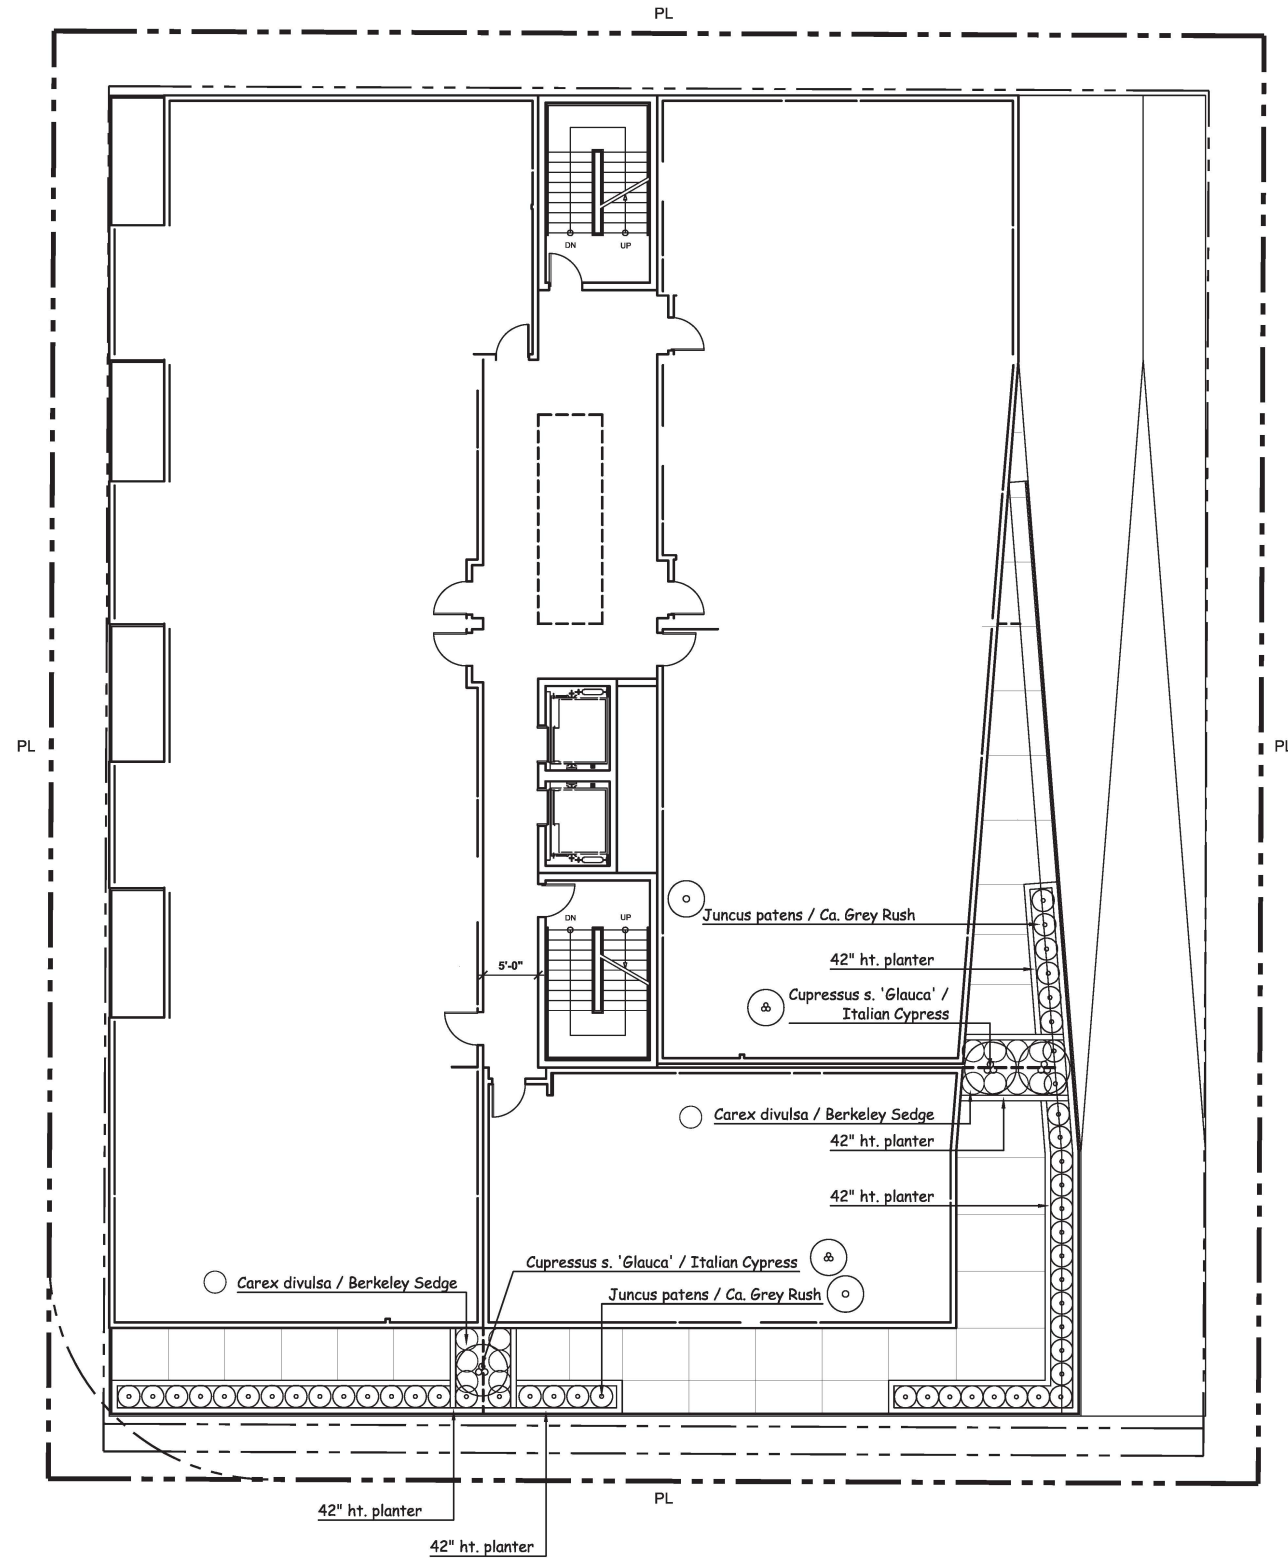 PL
DN UP
PL
PL
DN UP
Juncus patens / Ca. Grey Rush
42" ht. planter
5'-0"
Cupressus s. 'Glauca' /
Italian Cypress
Carex divulsa / Berkeley Sedge
42" ht. planter
42" ht. planter
Cupressus s. 'Glauca' / Italian Cypress
Carex divulsa / Berkeley Sedge
Juncus patens / Ca. Grey Rush
PL
42" ht. planter
42" ht. planter